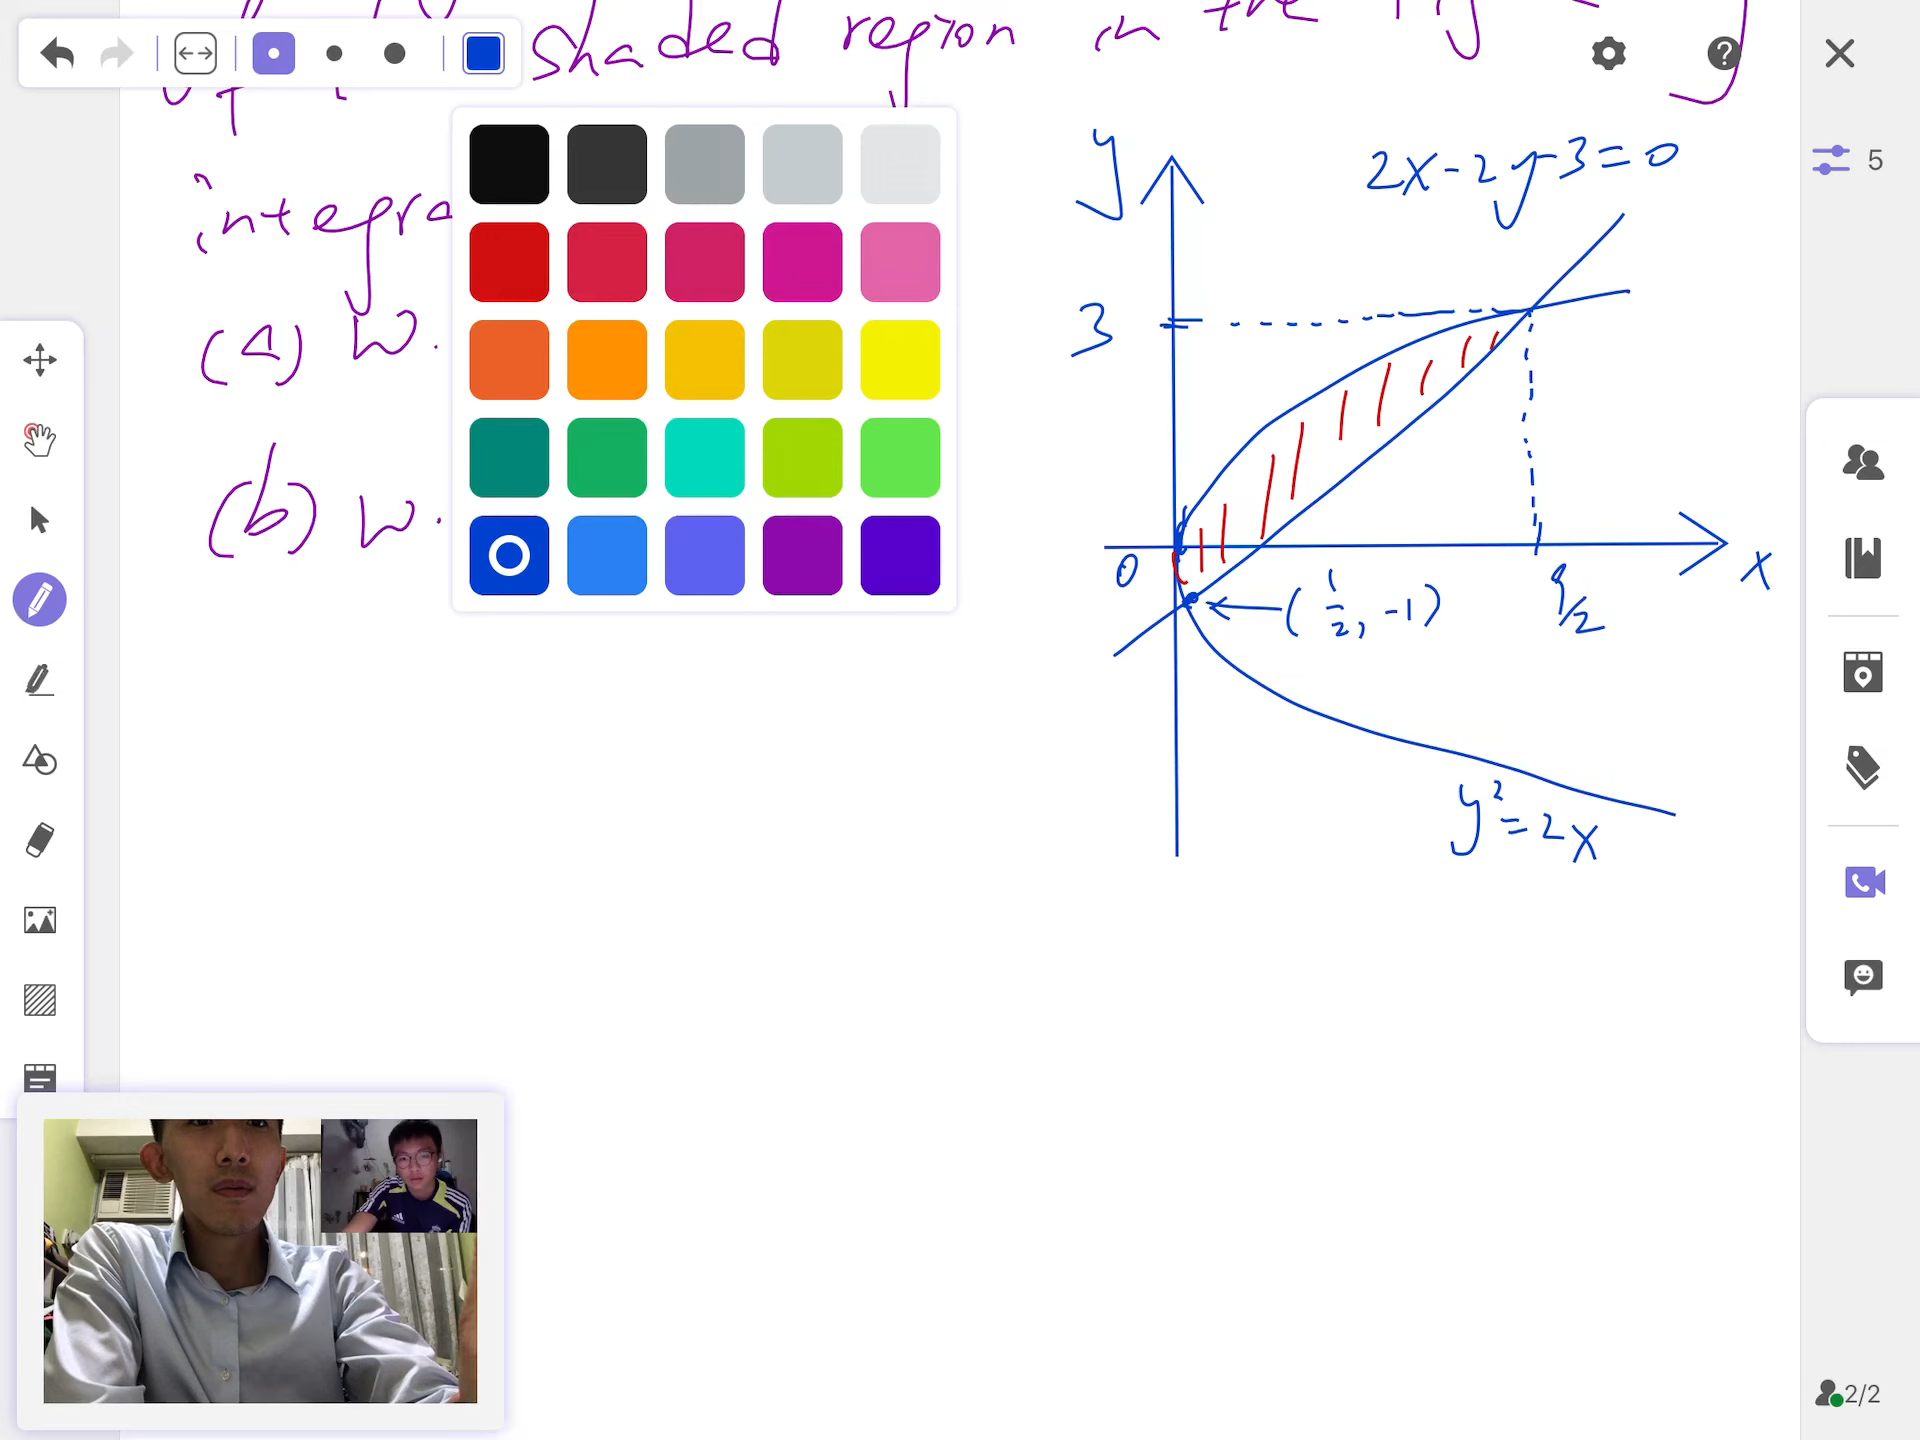 shaded region in the
integra
(a) w.
(b) w.
y
2x-2y-3=0
3
0
x
9/2
(1/2, -1)
y²=2x
5
2/2